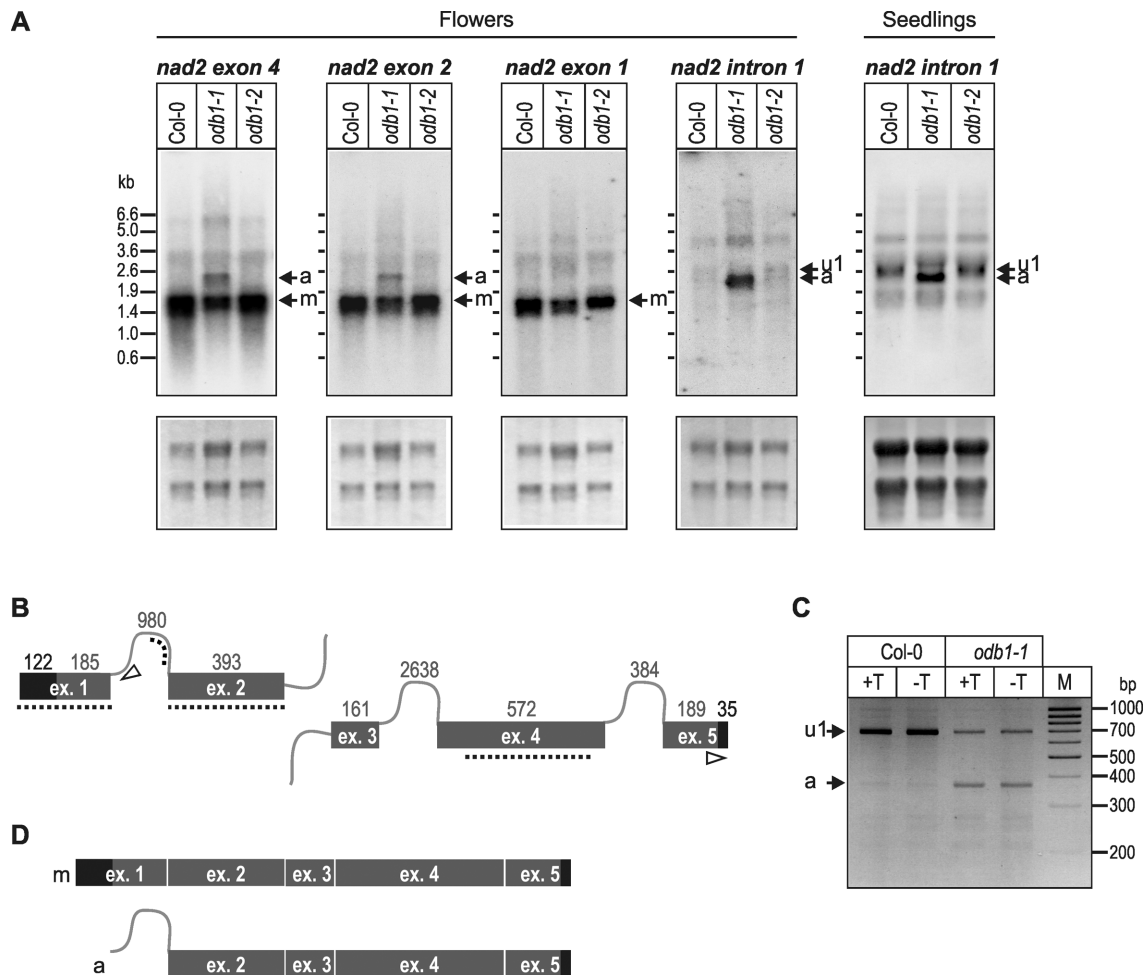 A
Flowers
Seedlings
nad2 exon 4
nad2 exon 2
nad2 exon 1
nad2 intron 1
nad2 intron 1
Col-0 odb1-1 odb1-2
Col-0 odb1-1 odb1-2
Col-0 odb1-1 odb1-2
Col-0 odb1-1 odb1-2
Col-0 odb1-1 odb1-2
kb
6.6
5.0
3.6
2.6
1.9
1.4
1.0
0.6
a
m
a
m
m
u1
a
u1
a
B
980
122 185
393
ex. 1
ex. 2
2638
384
161
572
189 35
ex. 3
ex. 4
ex. 5
C
Col-0 odb1-1
+T -T +T -T M
bp
u1
a
1000
700
500
400
300
200
D
m ex. 1 ex. 2 ex. 3 ex. 4 ex. 5
a ex. 2 ex. 3 ex. 4 ex. 5